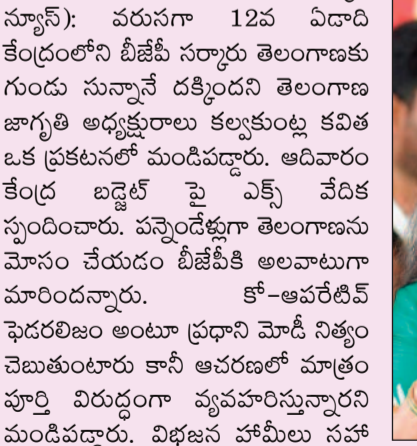 న్యూస్): వరుసగా 12వ ఏడాది
కేంద్రంలోని బీజేపీ సర్కారు తెలంగాణకు
గుండు సున్నానే దక్కిందని తెలంగాణ
జాగృతి అధ్యక్షురాలు కల్వకుంట్ల కవిత
ఒక ప్రకటనలో మండిపడ్డారు. ఆదివారం
కేంద్ర బడ్జెట్ పై ఎక్స్ వేదిక
స్పందించారు. పన్నెండేళ్లుగా తెలంగాణను
మోసం చేయడం బీజేపీకి అలవాటుగా
మారిందన్నారు. కో-ఆపరేటివ్
ఫెడరలిజం అంటూ ప్రధాని మోడీ నిత్యం
చెబుతుంటారు కానీ ఆచరణలో మాత్రం
పూర్తి విరుద్ధంగా వ్యవహరిస్తున్నారని
మండిపడ్డారు. విభజన హామీలు సహా